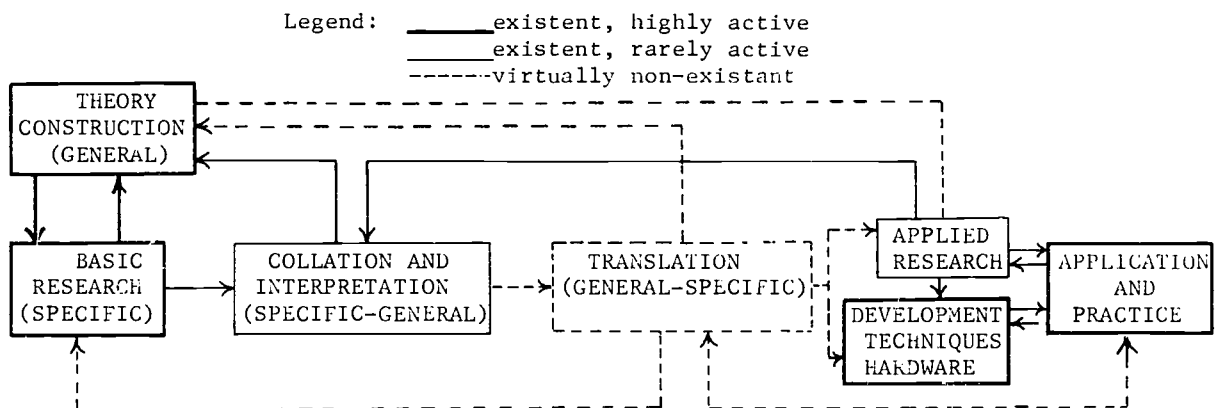 Legend: existent, highly active
existent, rarely active
virtually non-existant
THEORY
CONSTRUCTION
(GENERAL)
BASIC
RESEARCH
(SPECIFIC)
COLLATION AND
INTERPRETATION
(SPECIFIC-GENERAL)
TRANSLATION
(GENERAL-SPECIFIC)
APPLIED
RESEARCH
DEVELOPMENT
TECHNIQUES
HARDWARE
APPLICATION
AND
PRACTICE